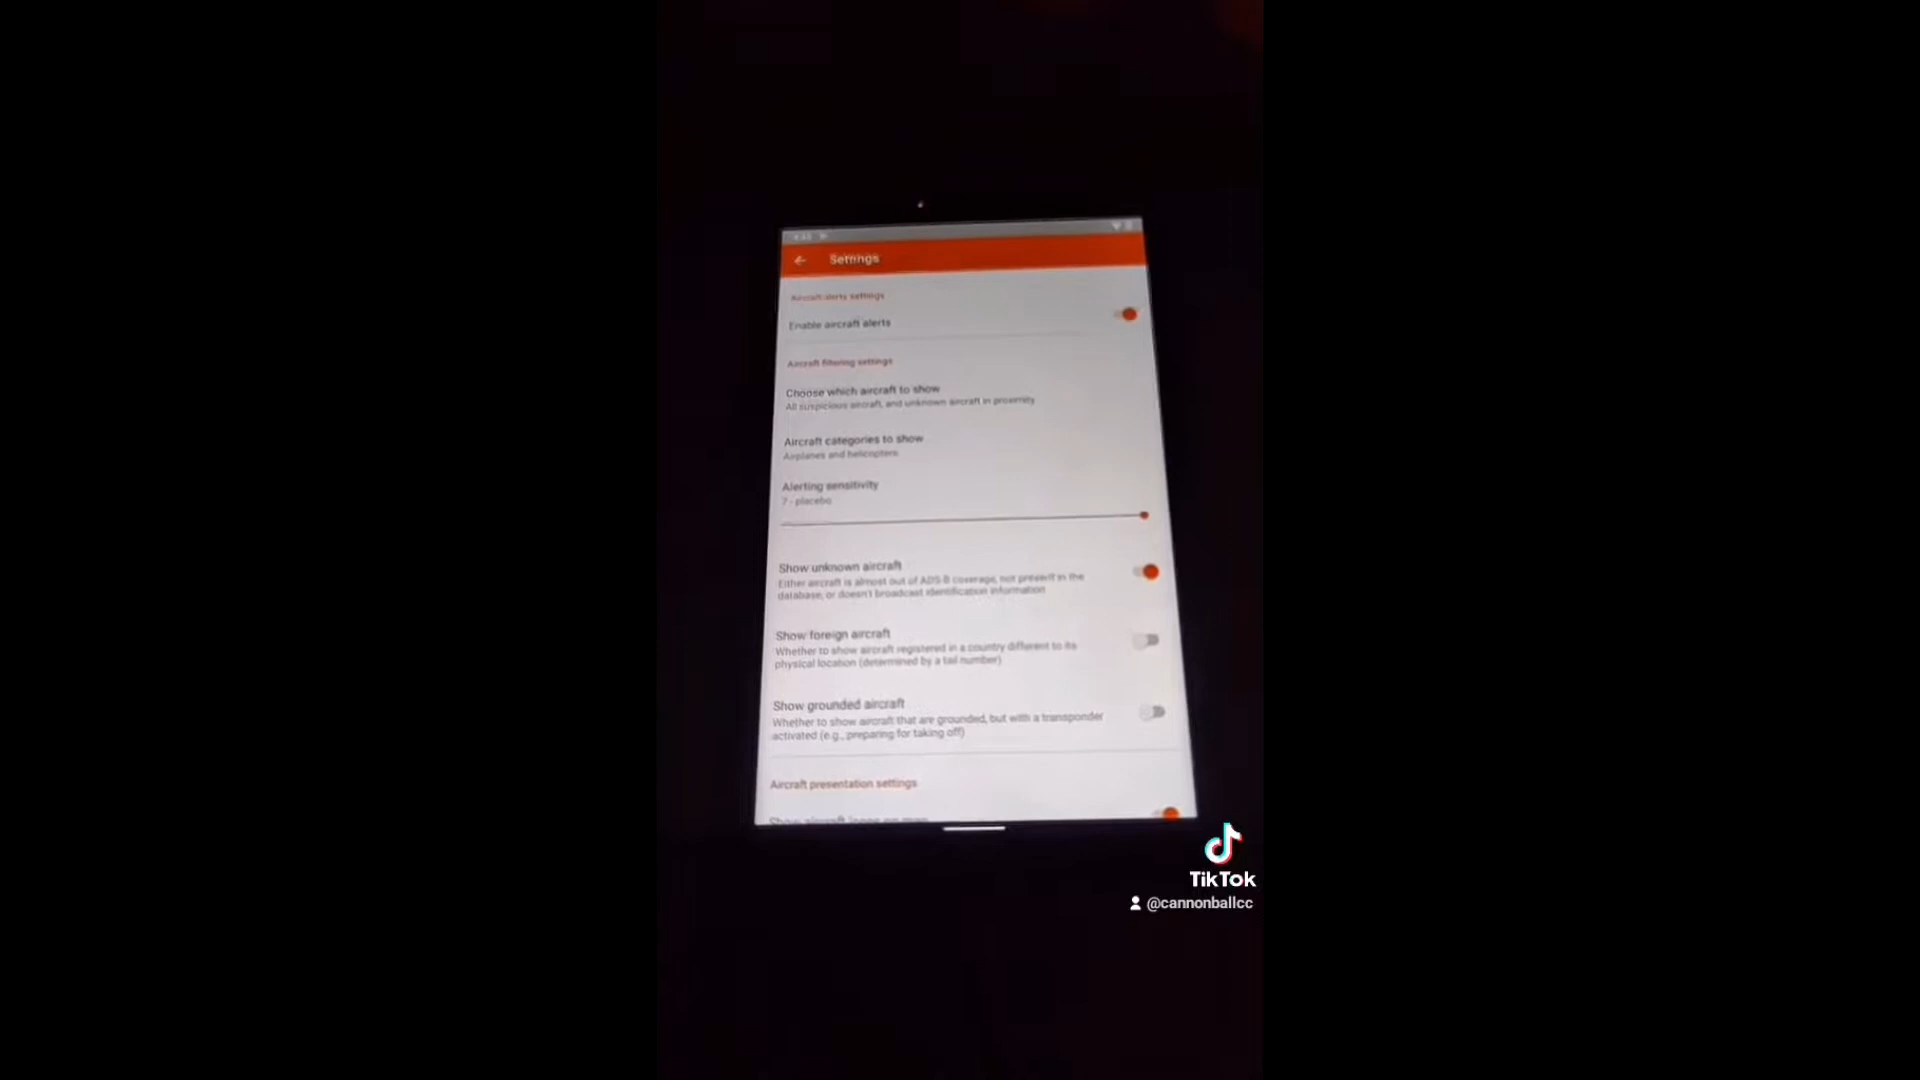 Settings
Aircraft alerts settings
Enable aircraft alerts
Aircraft filtering settings
Choose which aircraft to show
All suspicious aircraft, and unknown aircraft in proximity
Aircraft categories to show
Airplanes and helicopters
Alerting sensitivity
7 - placebo
Show unknown aircraft
Either aircraft is almost out of ADS-B coverage, not present in the
database, or doesn't broadcast identification information
Show foreign aircraft
Whether to show aircraft registered in a country different to its
physical location (determined by a tail number)
Show grounded aircraft
Whether to show aircraft that are grounded, but with a transponder
activated (e.g., preparing for taking off)
Aircraft presentation settings
Show aircraft icons on map
TikTok
@cannonballcc